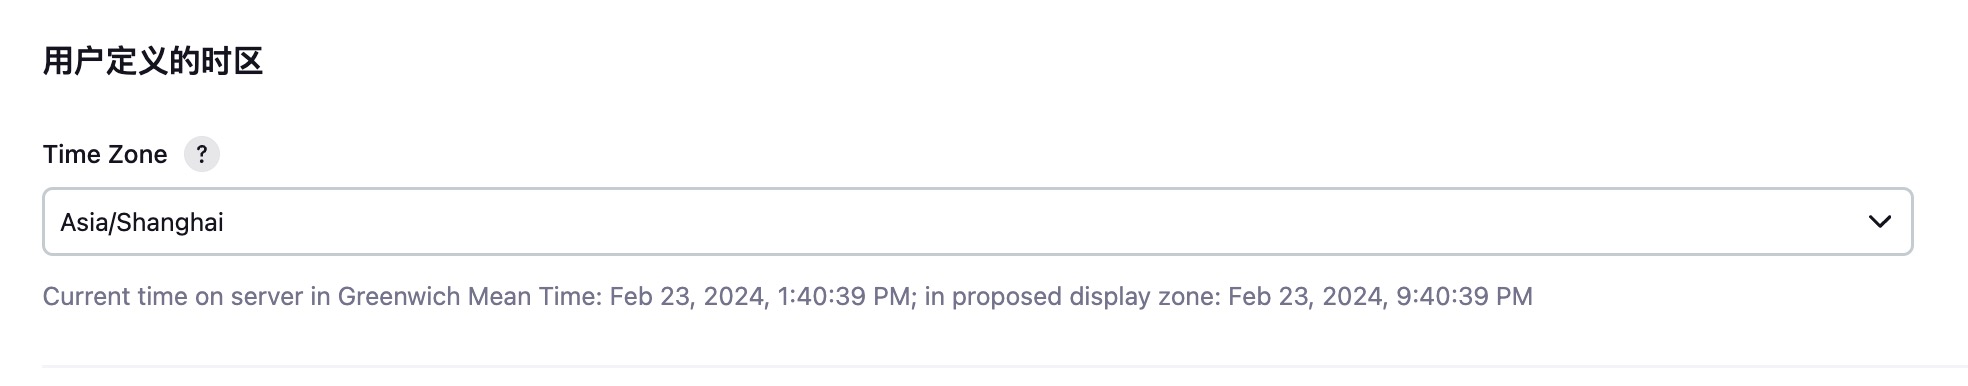 用户定义的时区
Time Zone ?
Asia/Shanghai
Current time on server in Greenwich Mean Time: Feb 23, 2024, 1:40:39 PM; in proposed display zone: Feb 23, 2024, 9:40:39 PM